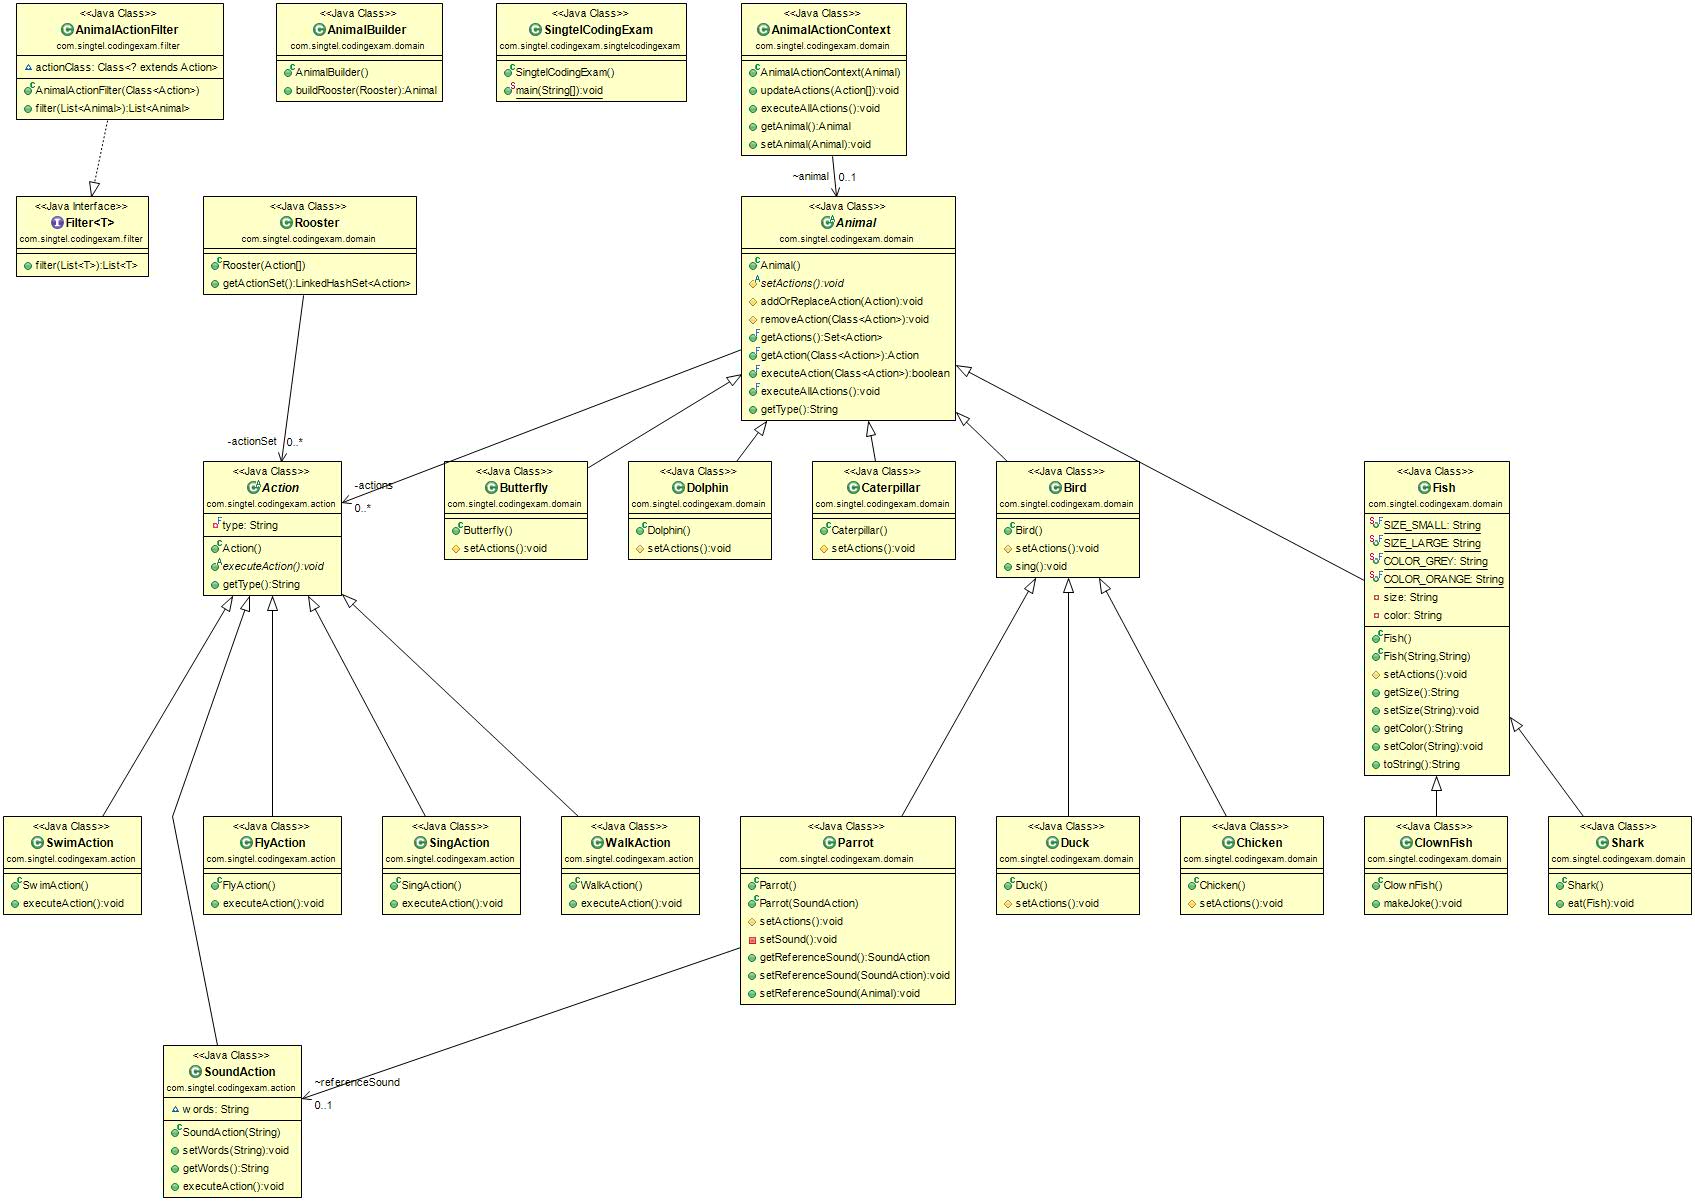 <<Java Class>>
AnimalActionFilter
com.singtel.codingexam.filter
actionClass: Class<? extends Action>
AnimalActionFilter(Class<Action>)
filter(List<Animal>):List<Animal>
<<Java Class>>
AnimalBuilder
com.singtel.codingexam.domain
AnimalBuilder()
buildRooster(Rooster):Animal
<<Java Class>>
SingtelCodingExam
com.singtel.codingexam.singtelcodingexam
SingtelCodingExam()
main(String[]):void
<<Java Class>>
AnimalActionContext
com.singtel.codingexam.domain
AnimalActionContext(Animal)
updateActions(Action[]):void
executeAllActions():void
getAnimal():Animal
setAnimal(Animal):void
~animal 0..1
<<Java Interface>>
Filter<T>
com.singtel.codingexam.filter
filter(List<T>):List<T>
<<Java Class>>
Rooster
com.singtel.codingexam.domain
Rooster(Action[])
getActionSet():LinkedHashSet<Action>
-actionSet 0..*
<<Java Class>>
Animal
com.singtel.codingexam.domain
Animal()
setActions():void
addOrReplaceAction(Action):void
removeAction(Class<Action>):void
getActions():Set<Action>
getAction(Class<Action>):Action
executeAction(Class<Action>):boolean
executeAllActions():void
getType():String
-actions
0..*
<<Java Class>>
Action
com.singtel.codingexam.action
type: String
Action()
executeAction():void
getType():String
<<Java Class>>
Butterfly
com.singtel.codingexam.domain
Butterfly()
setActions():void
<<Java Class>>
Dolphin
com.singtel.codingexam.domain
Dolphin()
setActions():void
<<Java Class>>
Caterpillar
com.singtel.codingexam.domain
Caterpillar()
setActions():void
<<Java Class>>
Bird
com.singtel.codingexam.domain
Bird()
setActions():void
sing():void
<<Java Class>>
Fish
com.singtel.codingexam.domain
SIZE_SMALL: String
SIZE_LARGE: String
COLOR_GREY: String
COLOR_ORANGE: String
size: String
color: String
Fish()
Fish(String,String)
setActions():void
getSize():String
setSize(String):void
getColor():String
setColor(String):void
toString():String
<<Java Class>>
SwimAction
com.singtel.codingexam.action
SwimAction()
executeAction():void
<<Java Class>>
FlyAction
com.singtel.codingexam.action
FlyAction()
executeAction():void
<<Java Class>>
SingAction
com.singtel.codingexam.action
SingAction()
executeAction():void
<<Java Class>>
WalkAction
com.singtel.codingexam.action
WalkAction()
executeAction():void
<<Java Class>>
Parrot
com.singtel.codingexam.domain
Parrot()
Parrot(SoundAction)
setActions():void
setSound():void
getReferenceSound():SoundAction
setReferenceSound(SoundAction):void
setReferenceSound(Animal):void
<<Java Class>>
Duck
com.singtel.codingexam.domain
Duck()
setActions():void
<<Java Class>>
Chicken
com.singtel.codingexam.domain
Chicken()
setActions():void
<<Java Class>>
ClownFish
com.singtel.codingexam.domain
ClownFish()
makeJoke():void
<<Java Class>>
Shark
com.singtel.codingexam.domain
Shark()
eat(Fish):void
<<Java Class>>
SoundAction
com.singtel.codingexam.action
words: String
SoundAction(String)
setWords(String):void
getWords():String
executeAction():void
~referenceSound
0..1